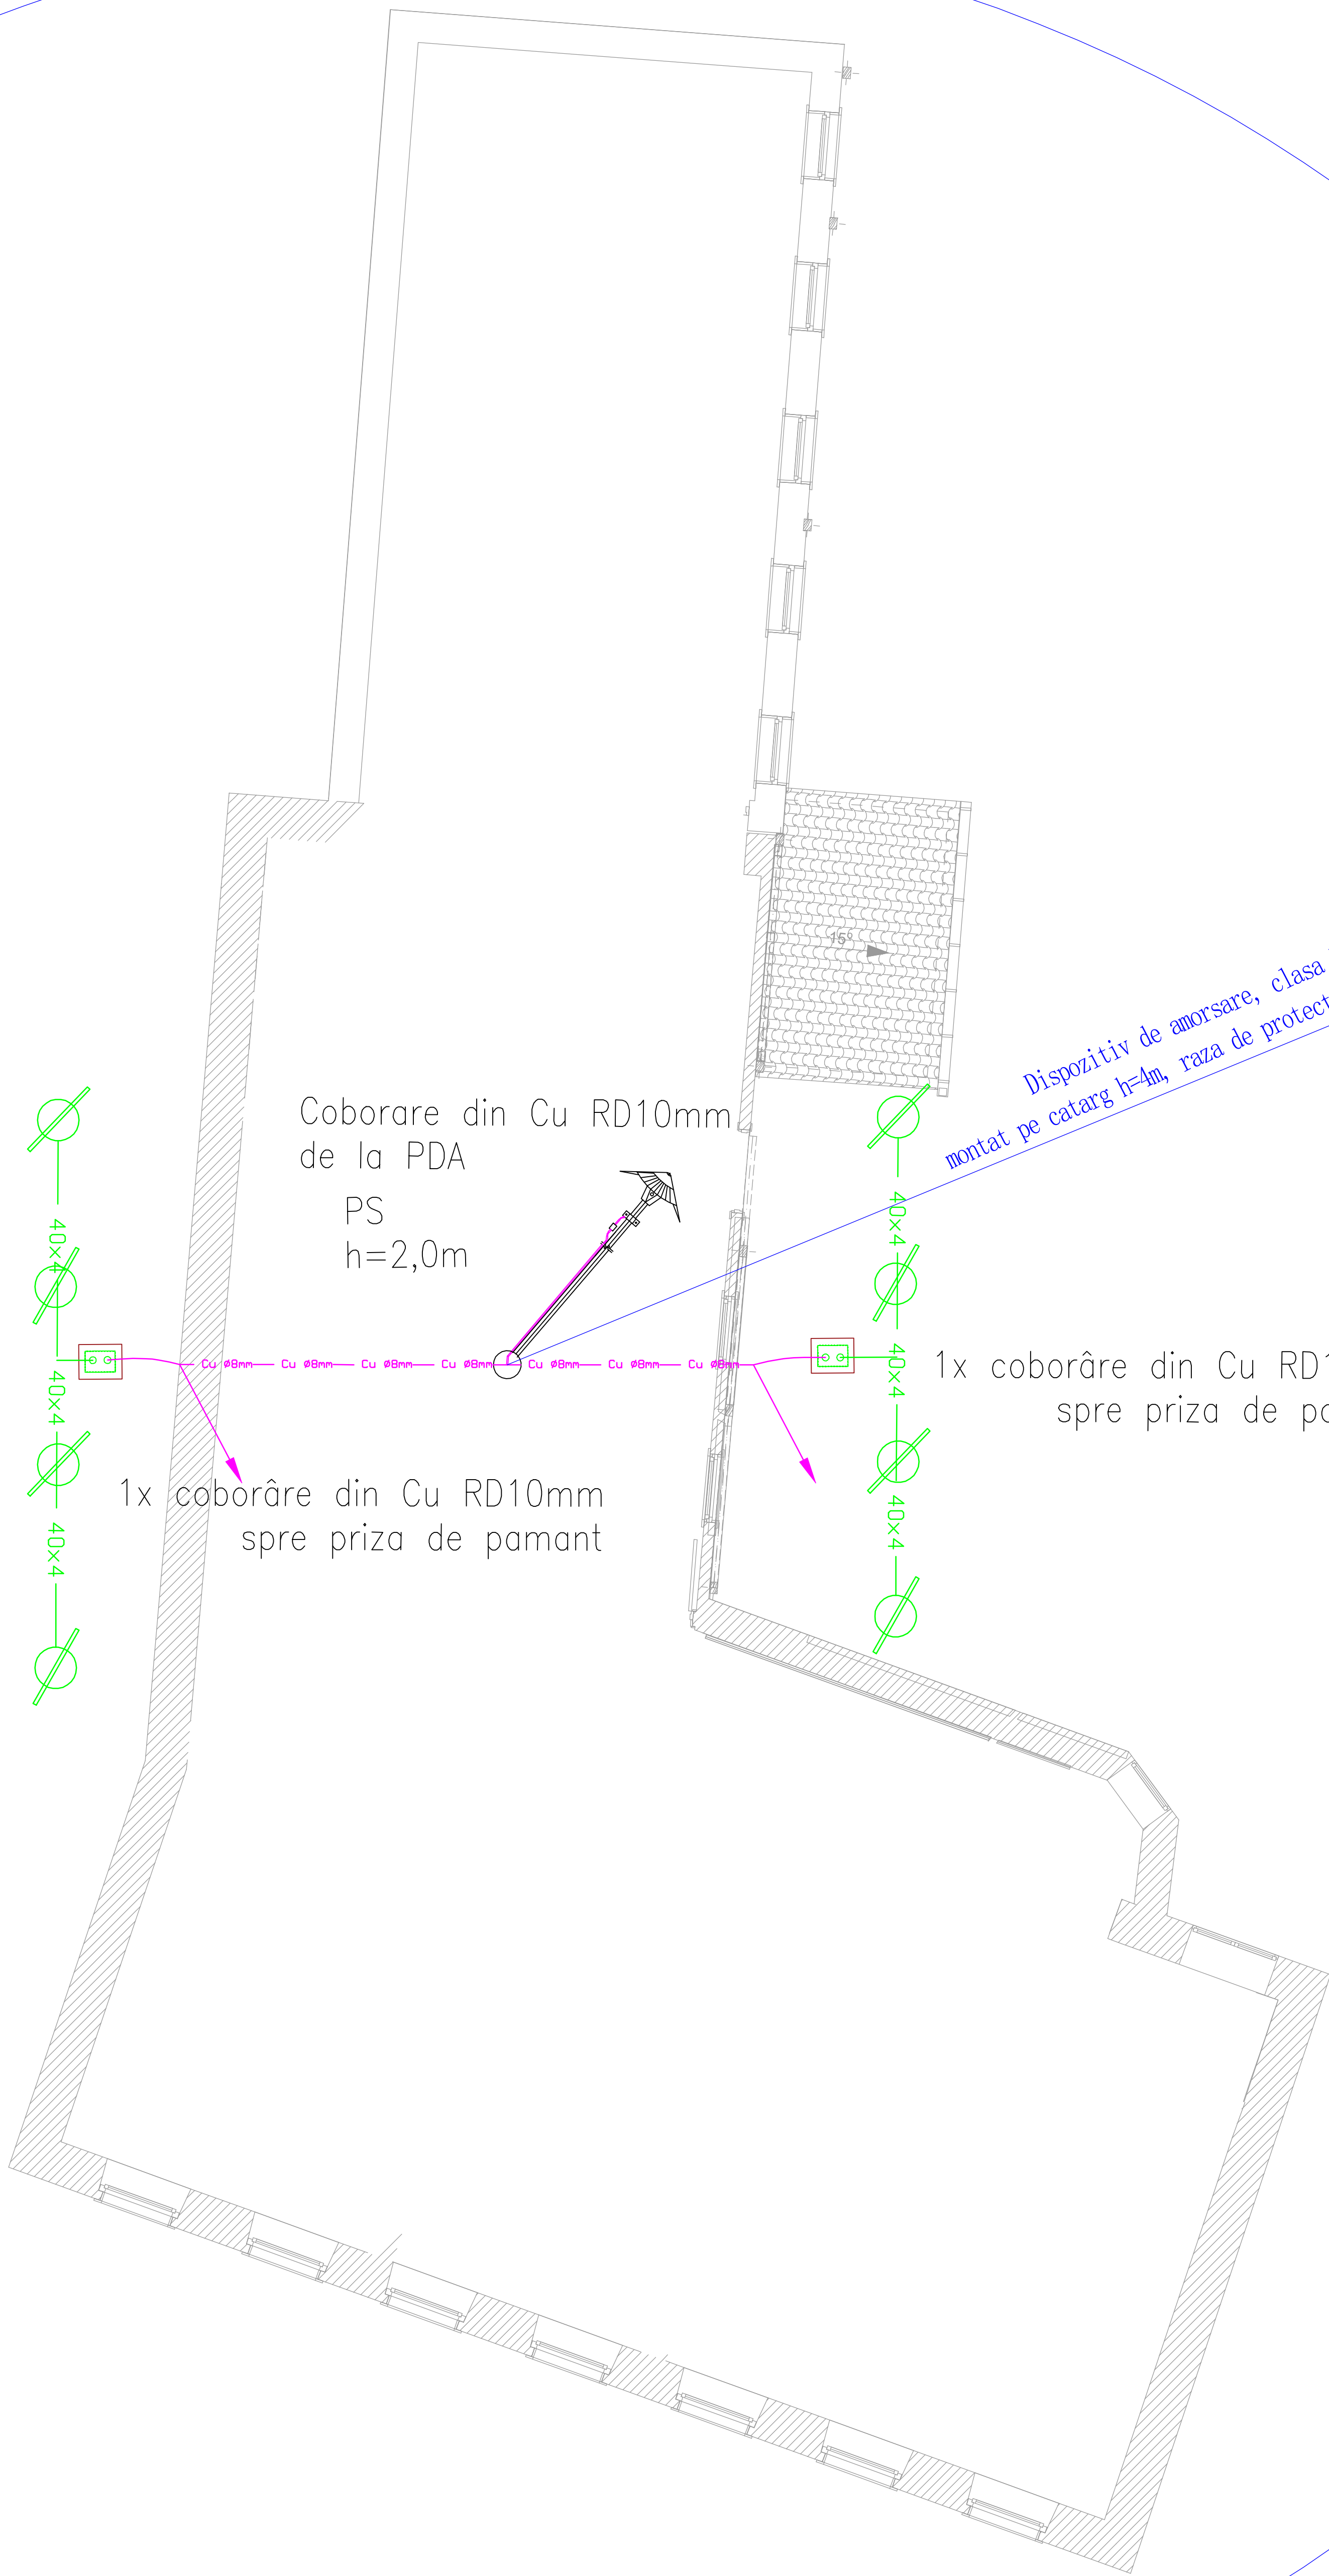 15°
Dispozitiv de amorsare, clasa
montat pe catarg h=4m, raza de protect
Coborare din Cu RD10mm
de la PDA
PS
h=2,0m
40x4
40x4
40x4
40x4
40x4
40x4
Cu Ø8mm
Cu Ø8mm
Cu Ø8mm
Cu Ø8mm
Cu Ø8mm
Cu Ø8mm
Cu Ø8mm
1x coborâre din Cu RD1
spre priza de pa
1x coborâre din Cu RD10mm
spre priza de pamant